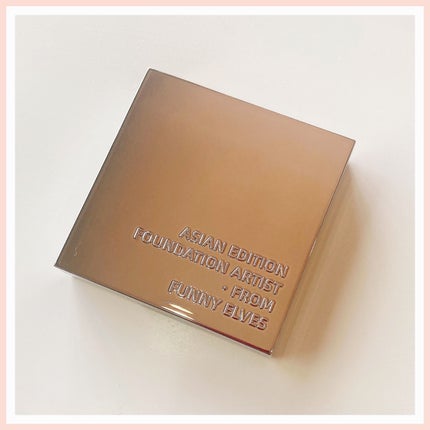 ASIAN EDITION
FOUNDATION ARTIST
· FROM
FUNNY ELVES